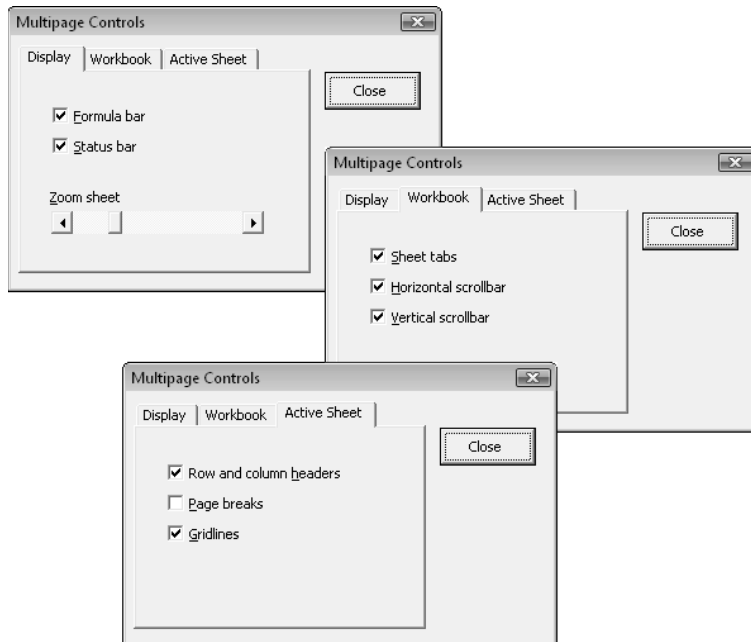 Multipage Controls
Display Workbook Active Sheet
Close
Formula bar
Status bar
Zoom sheet
Multipage Controls
Display Workbook Active Sheet
Close
Sheet tabs
Horizontal scrollbar
Vertical scrollbar
Multipage Controls
Display Workbook Active Sheet
Close
Row and column headers
Page breaks
Gridlines